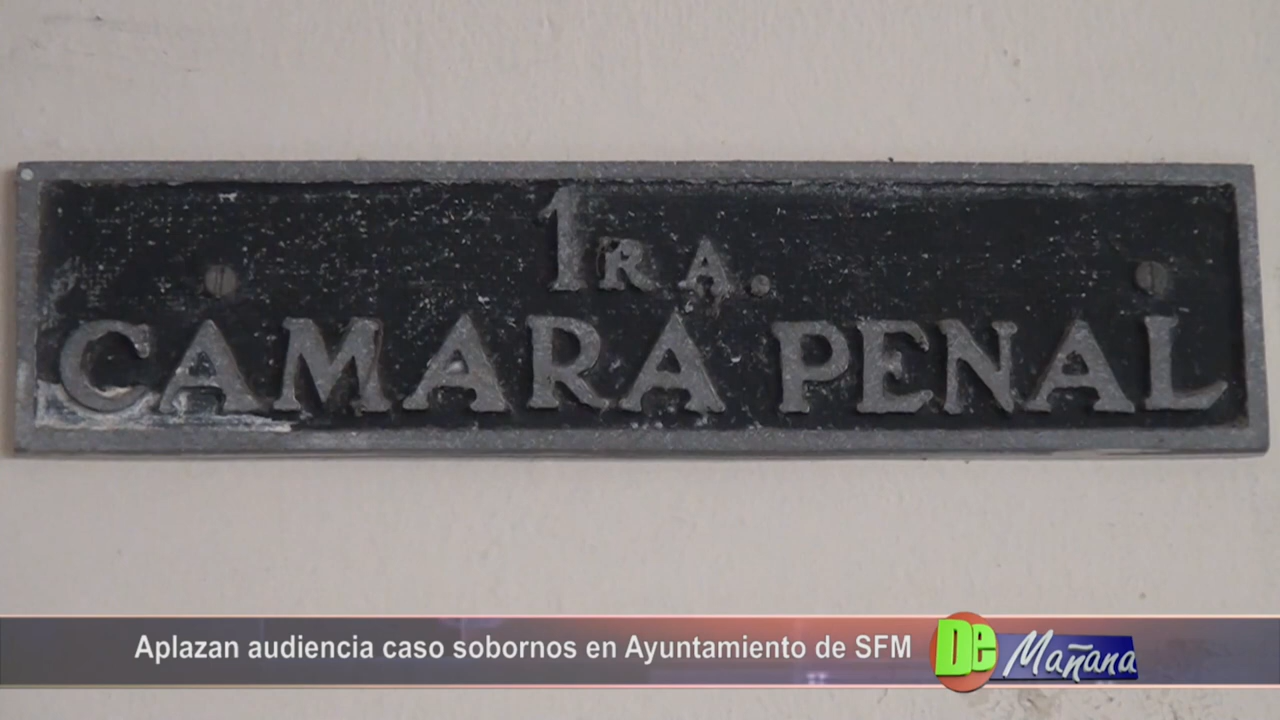 1RA.
CAMARA PENAL
Aplazan audiencia caso sobornos en Ayuntamiento de SFM
De Mañana